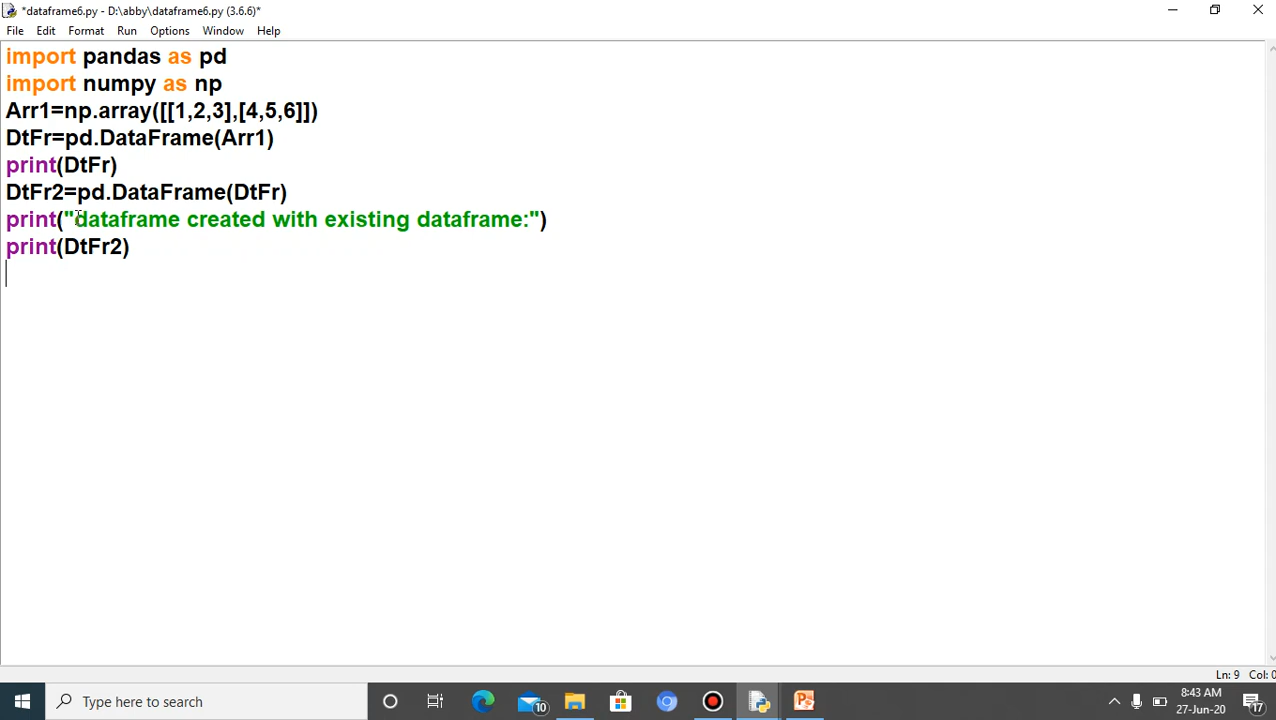 *dataframe6.py - D:\abby\dataframe6.py (3.6.6)*
File Edit Format Run Options Window Help
import pandas as pd
import numpy as np
Arr1=np.array([[1,2,3],[4,5,6]])
DtFr=pd.DataFrame(Arr1)
print(DtFr)
DtFr2=pd.DataFrame(DtFr)
print("dataframe created with existing dataframe:")
print(DtFr2)
Ln: 9 Col: 0
Type here to search
10
8:43 AM
27-Jun-20
17